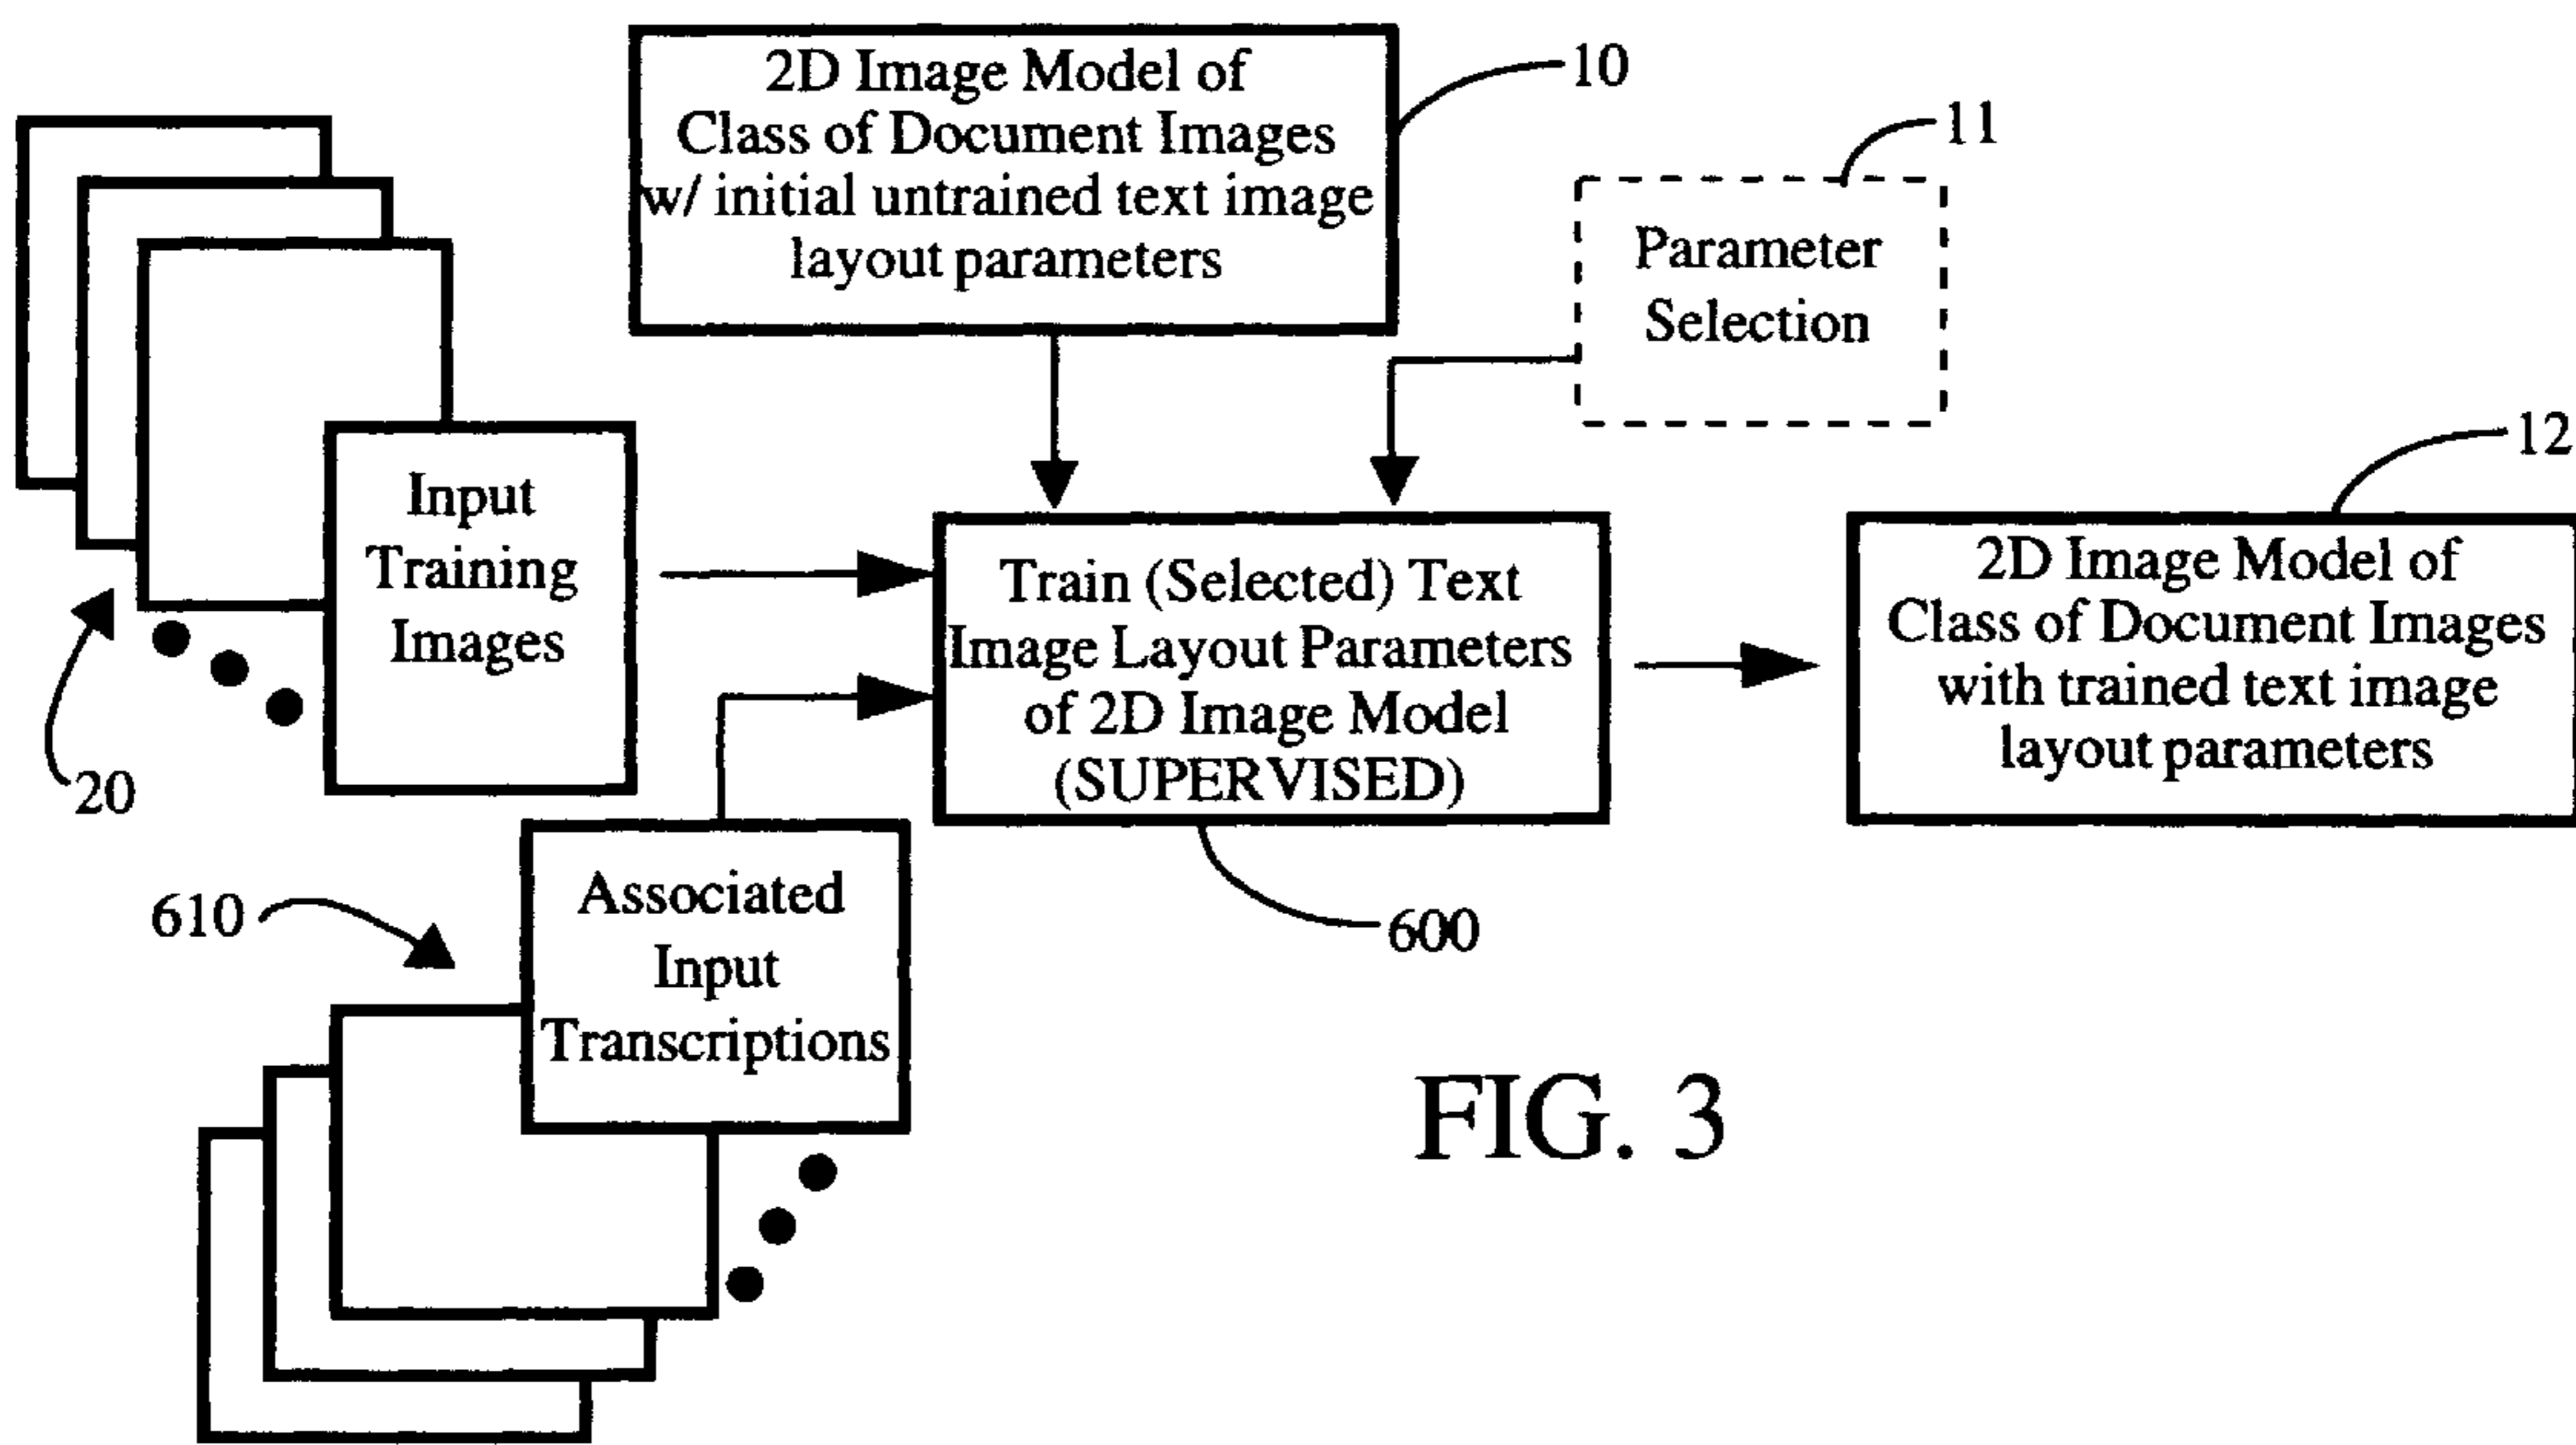 2D Image Model of
Class of Document Images
w/ initial untrained text image
layout parameters
10
11
Parameter
Selection
Input
Training
Images
20
Train (Selected) Text
Image Layout Parameters
of 2D Image Model
(SUPERVISED)
600
12
2D Image Model of
Class of Document Images
with trained text image
layout parameters
610
Associated
Input
Transcriptions
FIG. 3